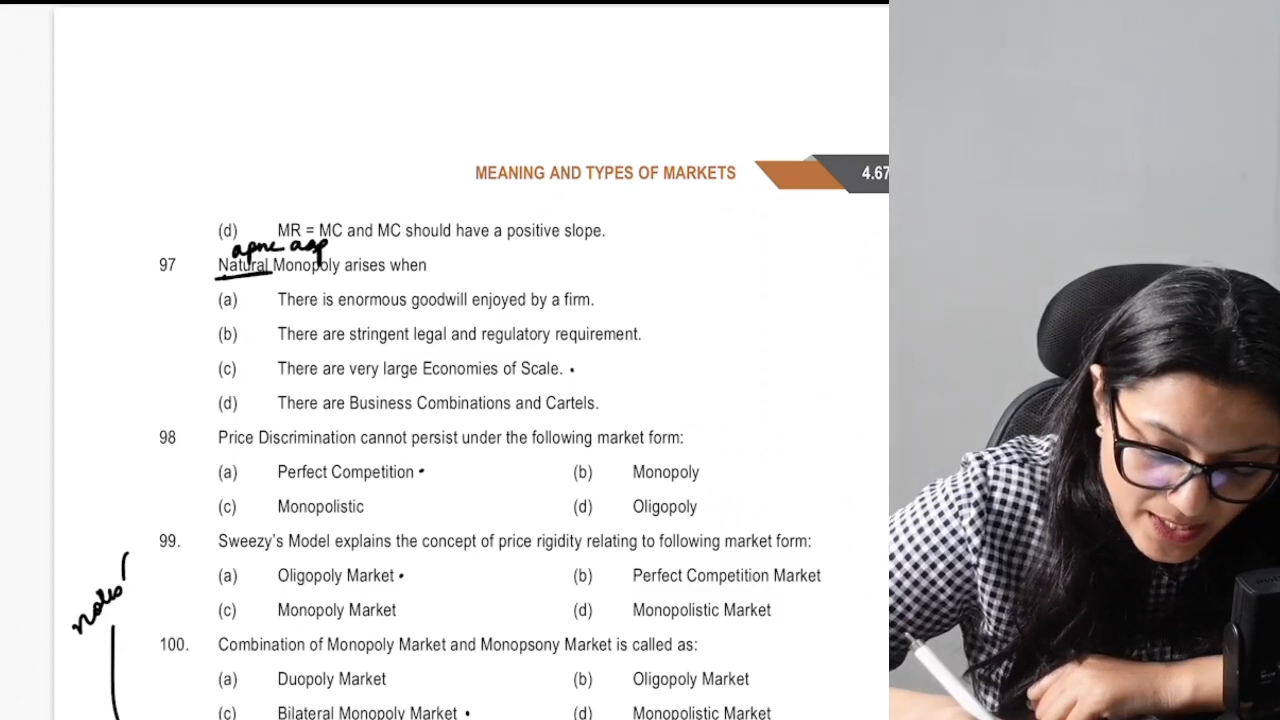 MEANING AND TYPES OF MARKETS 4.67
(d) MR = MC and MC should have a positive slope.
apne aap
97 Natural Monopoly arises when
(a) There is enormous goodwill enjoyed by a firm.
(b) There are stringent legal and regulatory requirement.
(c) There are very large Economies of Scale.
(d) There are Business Combinations and Cartels.
98 Price Discrimination cannot persist under the following market form:
(a) Perfect Competition (b) Monopoly
(c) Monopolistic (d) Oligopoly
99. Sweezy's Model explains the concept of price rigidity relating to following market form:
(a) Oligopoly Market (b) Perfect Competition Market
notes
(c) Monopoly Market (d) Monopolistic Market
100. Combination of Monopoly Market and Monopsony Market is called as:
(a) Duopoly Market (b) Oligopoly Market
(c) Bilateral Monopoly Market (d) Monopolistic Market